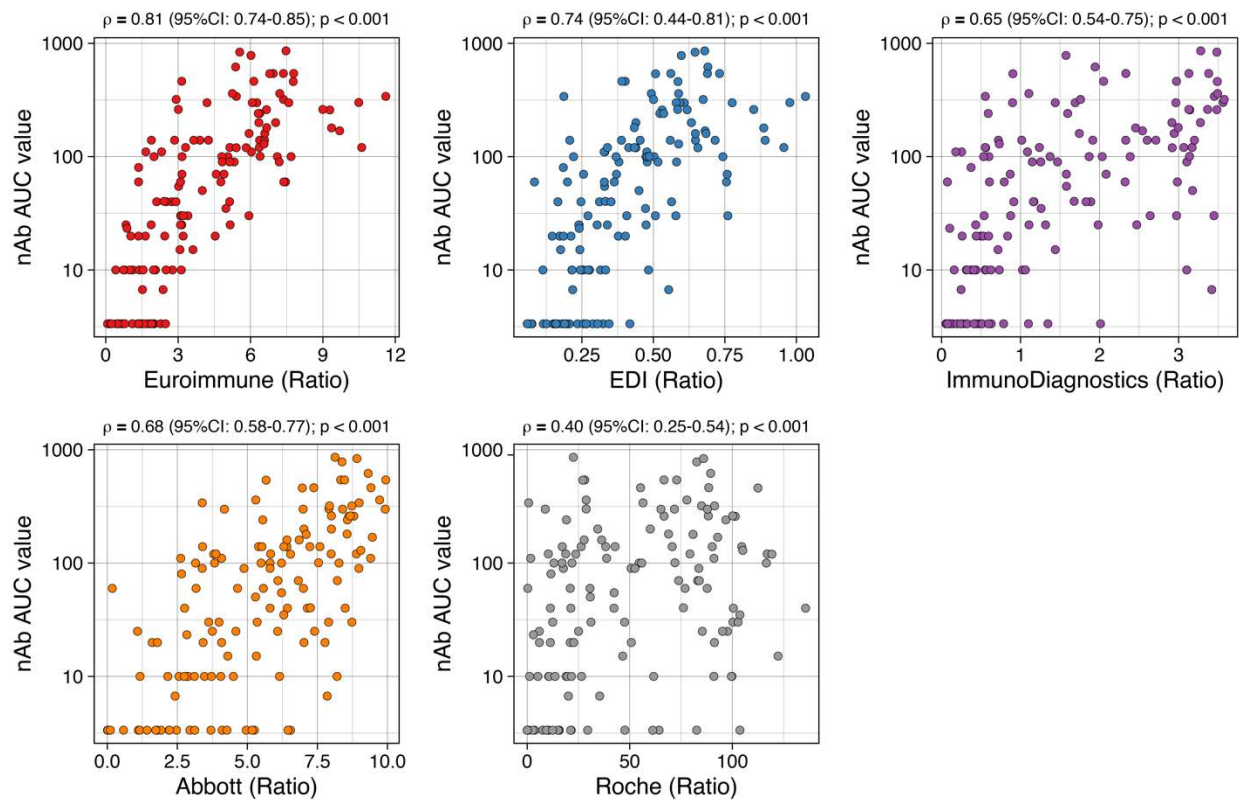 ρ = 0.81 (95%CI: 0.74-0.85); p < 0.001
1000
100
10
nAb AUC value
0 3 6 9 12
Euroimmune (Ratio)
ρ = 0.74 (95%CI: 0.44-0.81); p < 0.001
1000
100
10
nAb AUC value
0.25 0.50 0.75 1.00
EDI (Ratio)
ρ = 0.65 (95%CI: 0.54-0.75); p < 0.001
1000
100
10
nAb AUC value
0 1 2 3
ImmunoDiagnostics (Ratio)
ρ = 0.68 (95%CI: 0.58-0.77); p < 0.001
1000
100
10
nAb AUC value
0.0 2.5 5.0 7.5 10.0
Abbott (Ratio)
ρ = 0.40 (95%CI: 0.25-0.54); p < 0.001
1000
100
10
nAb AUC value
0 50 100
Roche (Ratio)